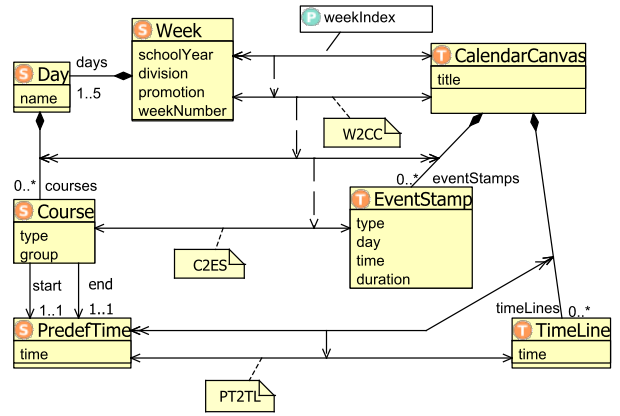 P weekIndex
S Week
schoolYear
division
promotion
weekNumber
T CalendarCanvas
title
S Day
name
days
1..5
W2CC
0..* courses
0..* eventStamps
S Course
type
group
T EventStamp
type
day
time
duration
C2ES
start
end
1..1
1..1
timeLines 0..*
S PredefTime
time
T TimeLine
time
PT2TL